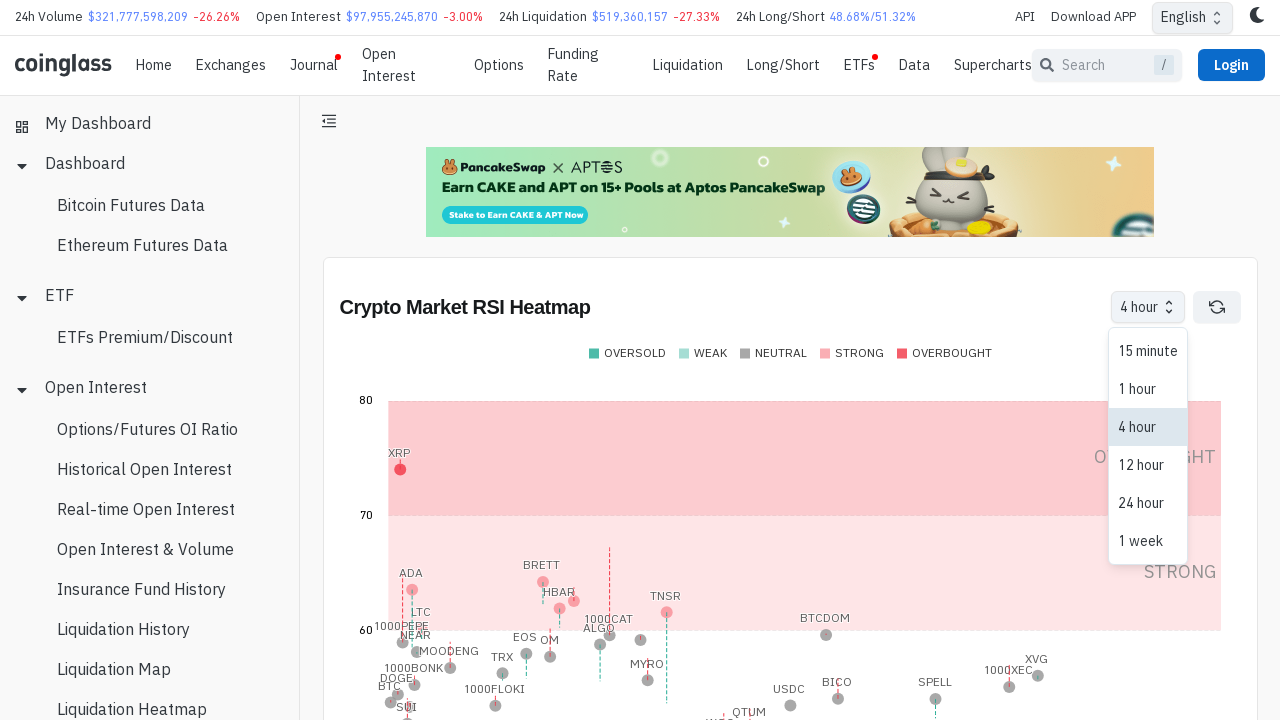 24h Volume $321,777,598,209 -26.26% Open Interest $97,955,245,870 -3.00% 24h Liquidation $519,360,157 -27.33% 24h Long/Short 48.68%/51.32% API Download APP English
coinglass Home Exchanges Journal Open Interest Options Funding Rate Liquidation Long/Short ETFs Data Supercharts Search / Login
My Dashboard
Dashboard
Bitcoin Futures Data
Ethereum Futures Data
ETF
ETFs Premium/Discount
Open Interest
Options/Futures OI Ratio
Historical Open Interest
Real-time Open Interest
Open Interest & Volume
Insurance Fund History
Liquidation History
Liquidation Map
Liquidation Heatmap
PancakeSwap × APTOS
Earn CAKE and APT on 15+ Pools at Aptos PancakeSwap
Stake to Earn CAKE & APT Now
Crypto Market RSI Heatmap
4 hour
15 minute
1 hour
4 hour
12 hour
24 hour
1 week
OVERSOLD WEAK NEUTRAL STRONG OVERBOUGHT
80
XRP
70
STRONG
BRETT
ADA
HBAR
TNSR
LTC
1000CAT
BTCDOM
1000PEPE
ALGO
60
NEAR
EOS
OM
MOODENG
TRX
MYRO
XVG
1000BONK
1000XEC
DOGE
BICO
SPELL
BTC
1000FLOKI
USDC
SUI
QTUM